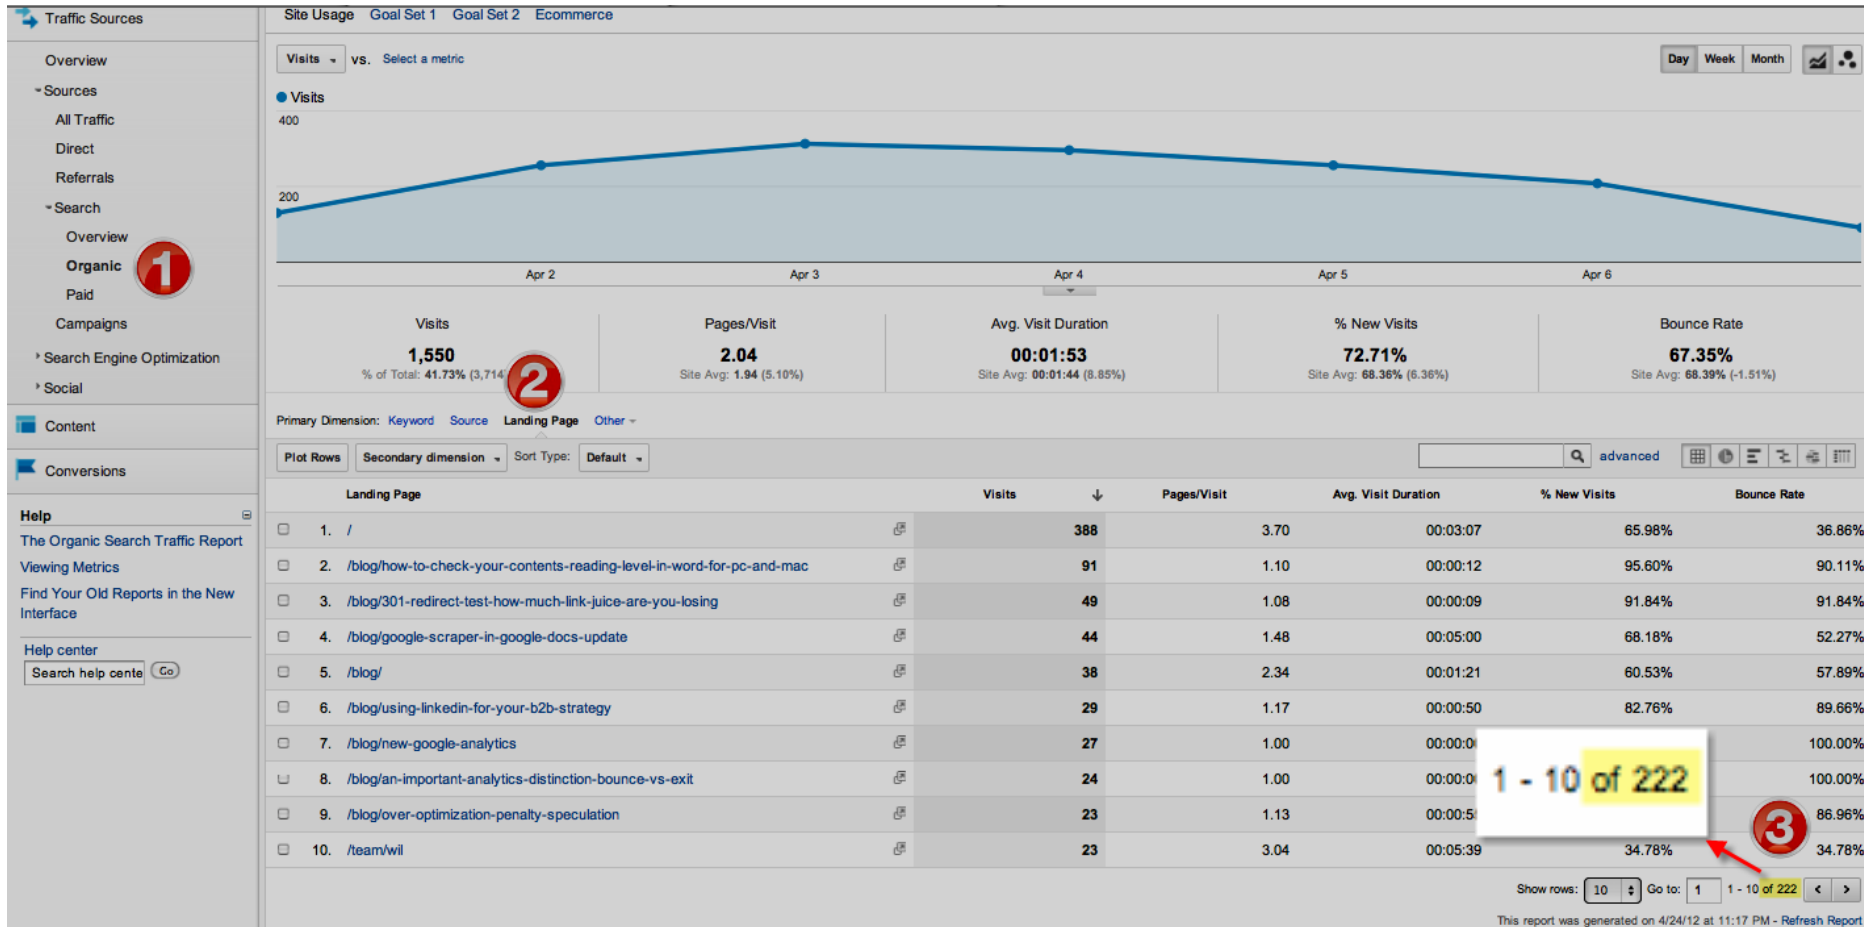 Traffic Sources
Overview
Sources
All Traffic
Direct
Referrals
Search
Overview
Organic
1
Paid
Campaigns
Search Engine Optimization
Social
Content
Conversions
Help
The Organic Search Traffic Report
Viewing Metrics
Find Your Old Reports in the New
Interface
Help center
Search help cente Go
Site Usage Goal Set 1 Goal Set 2 Ecommerce
Visits VS. Select a metric Day Week Month
Visits
400
200
Apr 2 Apr 3 Apr 4 Apr 5 Apr 6
Visits Pages/Visit Avg. Visit Duration % New Visits Bounce Rate
1,550 2.04 00:01:53 72.71% 67.35%
% of Total: 41.73% (3,714 Site Avg: 1.94 (5.10%) Site Avg: 00:01:44 (8.85%) Site Avg: 68.36% (6.36%) Site Avg: 68.39% (-1.51%)
2
Primary Dimension: Keyword Source Landing Page Other
Plot Rows Secondary dimension Sort Type: Default advanced
Landing Page Visits Pages/Visit Avg. Visit Duration % New Visits Bounce Rate
1. / 388 3.70 00:03:07 65.98% 36.86%
2. /blog/how-to-check-your-contents-reading-level-in-word-for-pc-and-mac 91 1.10 00:00:12 95.60% 90.11%
3. /blog/301-redirect-test-how-much-link-juice-are-you-losing 49 1.08 00:00:09 91.84% 91.84%
4. /blog/google-scraper-in-google-docs-update 44 1.48 00:05:00 68.18% 52.27%
5. /blog/ 38 2.34 00:01:21 60.53% 57.89%
6. /blog/using-linkedin-for-your-b2b-strategy 29 1.17 00:00:50 82.76% 89.66%
7. /blog/new-google-analytics 27 1.00 00:00:0 100.00%
8. /blog/an-important-analytics-distinction-bounce-vs-exit 24 1.00 00:00:0 100.00%
1 - 10 of 222
9. /blog/over-optimization-penalty-speculation 23 1.13 00:00:5 86.96%
3
10. /team/wil 23 3.04 00:05:39 34.78% 34.78%
Show rows: 10 Go to: 1 1 - 10 of 222
This report was generated on 4/24/12 at 11:17 PM - Refresh Report